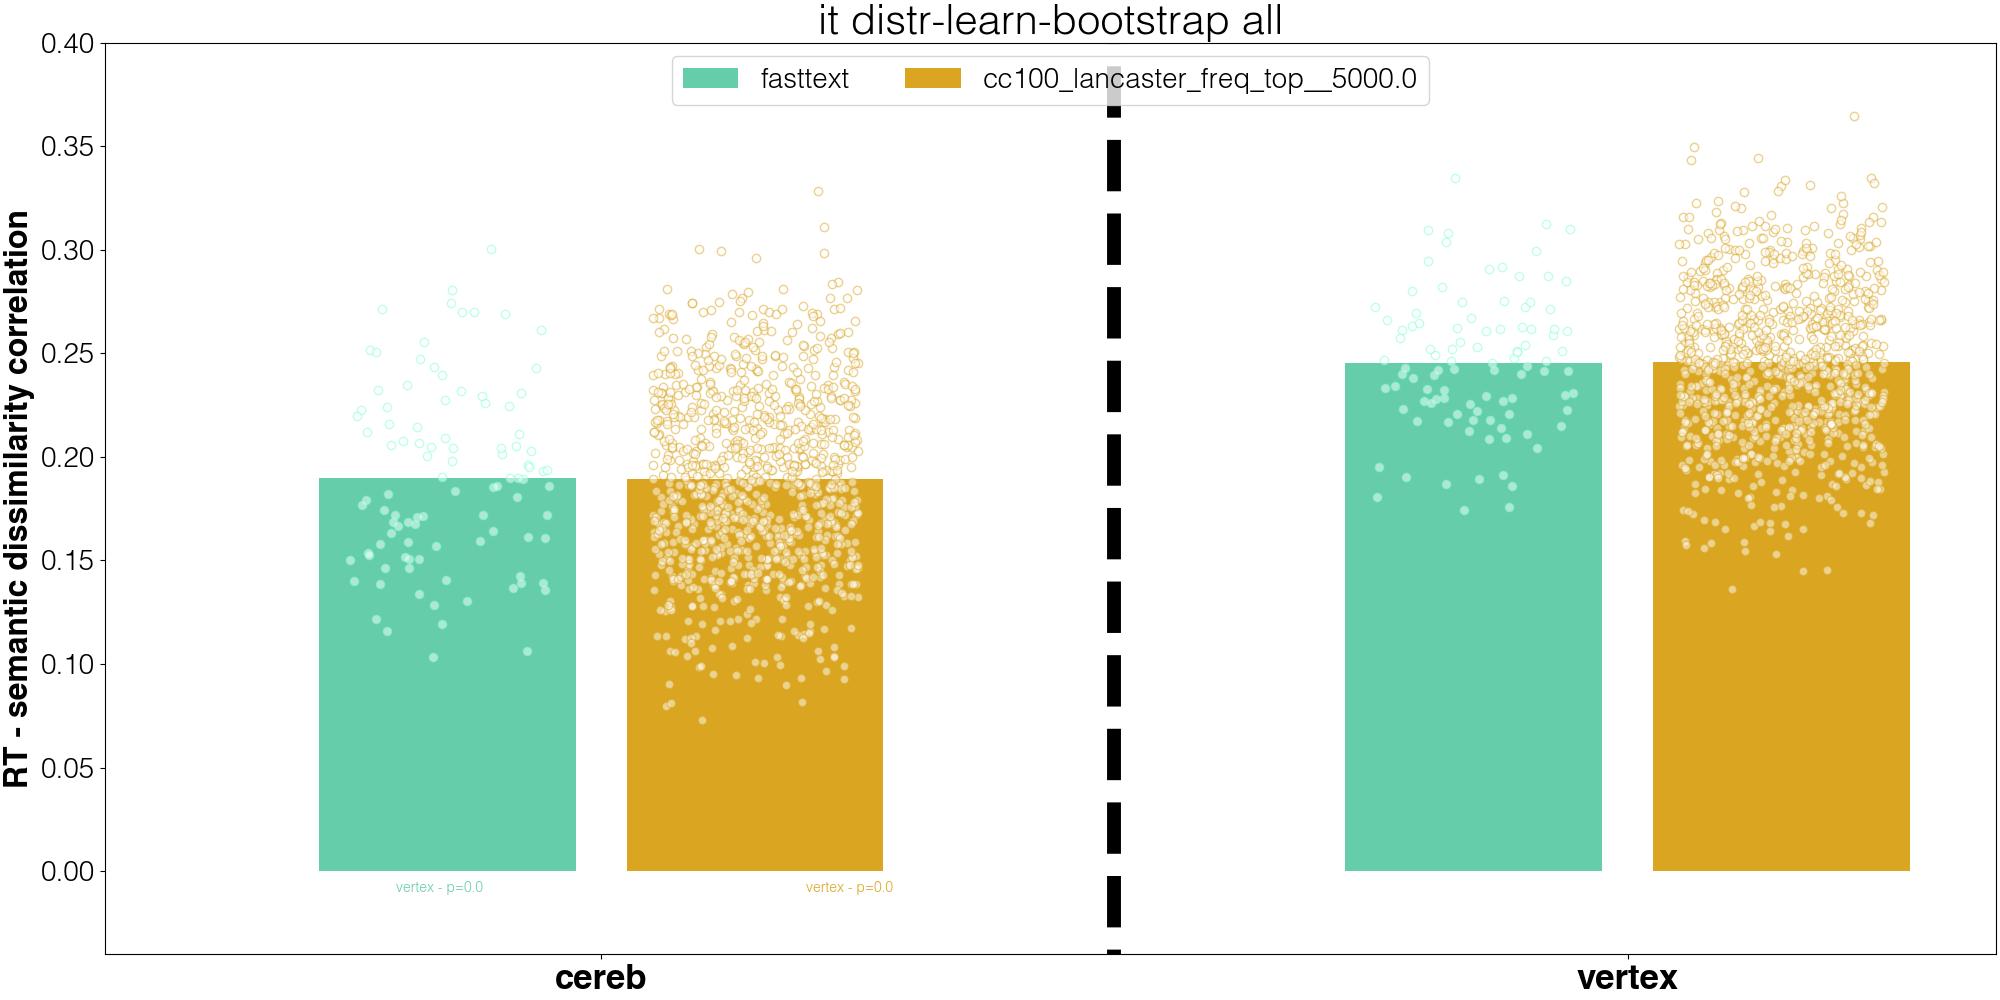 it distr-learn-bootstrap all
fasttext
cc100_lancaster_freq_top__5000.0
RT - semantic dissimilarity correlation
0.40
0.35
0.30
0.25
0.20
0.15
0.10
0.05
0.00
vertex - p=0.0
vertex - p=0.0
cereb
vertex